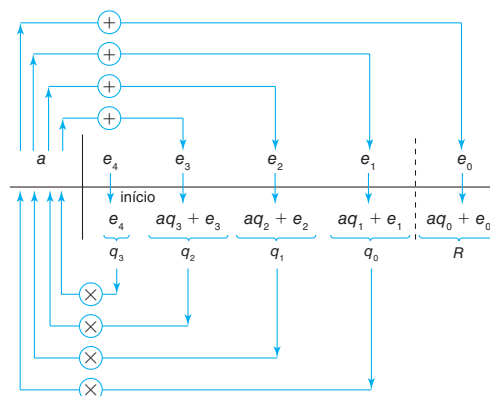 +
+
+
+
a e₄ e₃ e₂ e₁ e₀
início
e₄ aq₃ + e₃ aq₂ + e₂ aq₁ + e₁ aq₀ + e₀
q₃ q₂ q₁ q₀ R
×
×
×
×